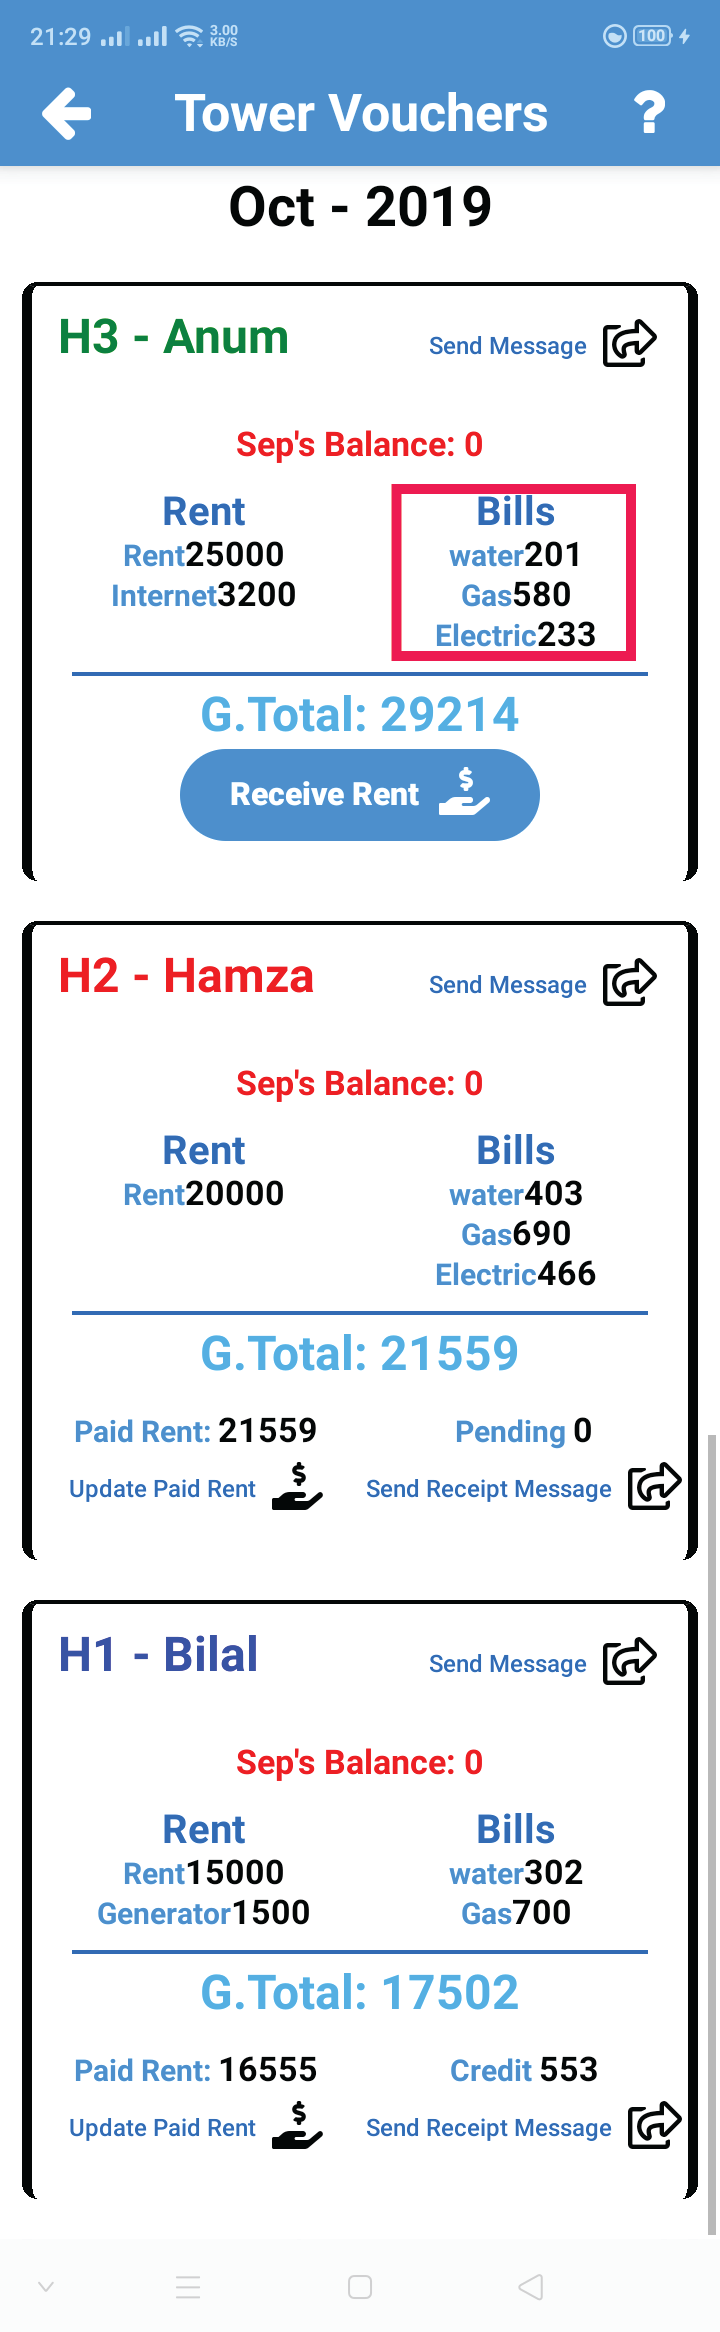 21:29 3.00 KB/S 100
Tower Vouchers ?
Oct - 2019
H3 - Anum Send Message
Sep's Balance: 0
Rent Bills
Rent25000 water201
Internet3200 Gas580
Electric233
G.Total: 29214
Receive Rent $
H2 - Hamza Send Message
Sep's Balance: 0
Rent Bills
Rent20000 water403
Gas690
Electric466
G.Total: 21559
Paid Rent: 21559 Pending 0
Update Paid Rent $ Send Receipt Message
H1 - Bilal Send Message
Sep's Balance: 0
Rent Bills
Rent15000 water302
Generator1500 Gas700
G.Total: 17502
Paid Rent: 16555 Credit 553
Update Paid Rent $ Send Receipt Message